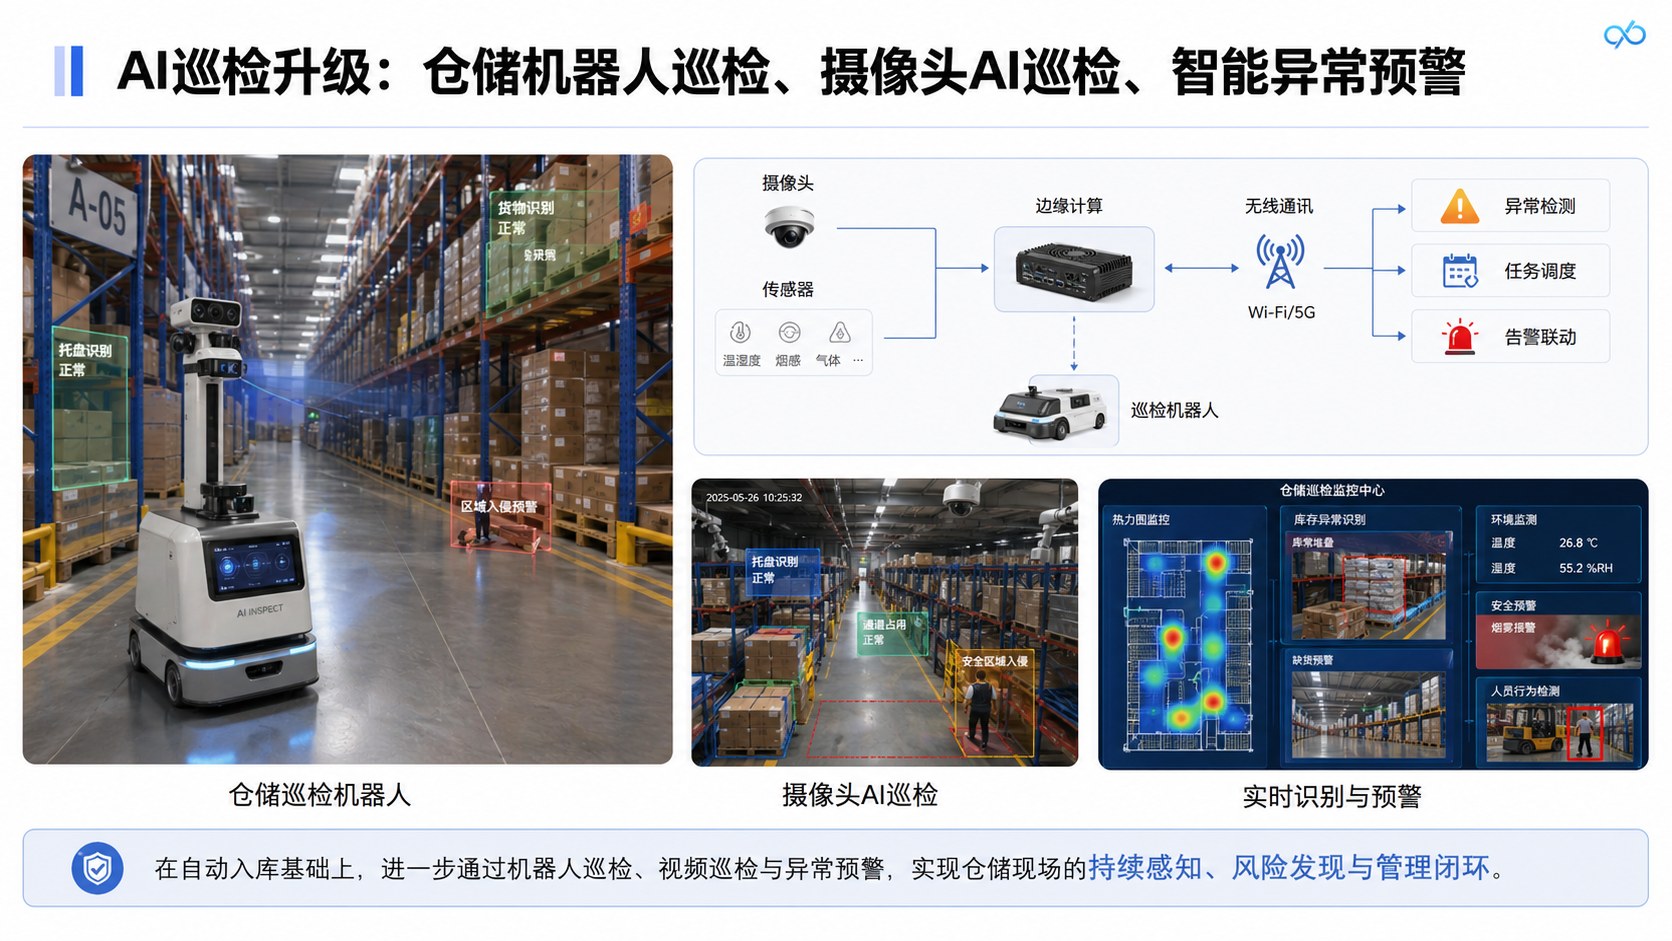 AI巡检升级：仓储机器人巡检、摄像头AI巡检、智能异常预警
A-05
货物识别
正常
托盘识别
正常
区域入侵预警
AI INSPECT
仓储巡检机器人
摄像头
传感器
温湿度
烟感
气体
...
边缘计算
无线通讯
Wi-Fi/5G
巡检机器人
异常检测
任务调度
告警联动
2025-05-26 10:25:32
托盘识别
正常
通道占用
正常
安全区域入侵
摄像头AI巡检
仓储巡检监控中心
热力图监控
库存异常识别
库常堆叠
缺货预警
环境监测
温度 26.8 ℃
湿度 55.2 %RH
安全预警
烟雾报警
人员行为检测
实时识别与预警
在自动入库基础上，进一步通过机器人巡检、视频巡检与异常预警，实现仓储现场的持续感知、风险发现与管理闭环。